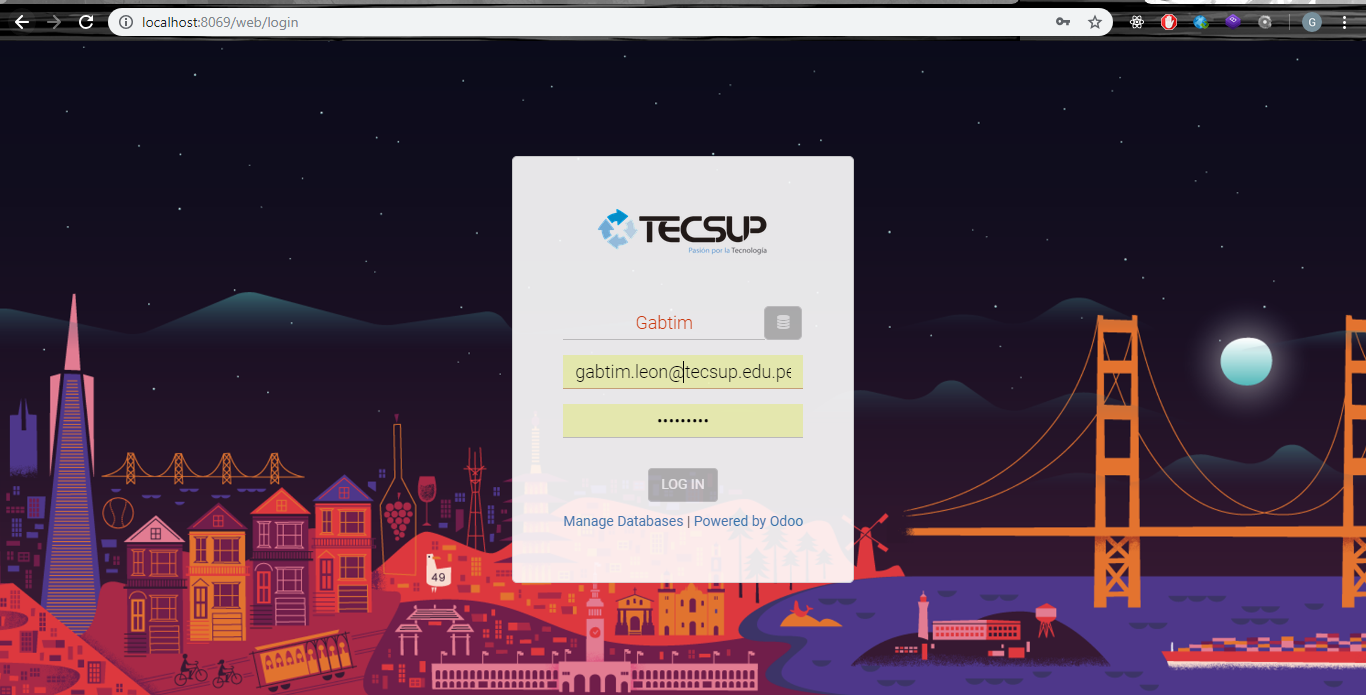 localhost:8069/web/login
G
TECSUP
Pasión por la Tecnología
Gabtim
gabtim.leon@tecsup.edu.pe
•••••••••
LOG IN
Manage Databases | Powered by Odoo
49